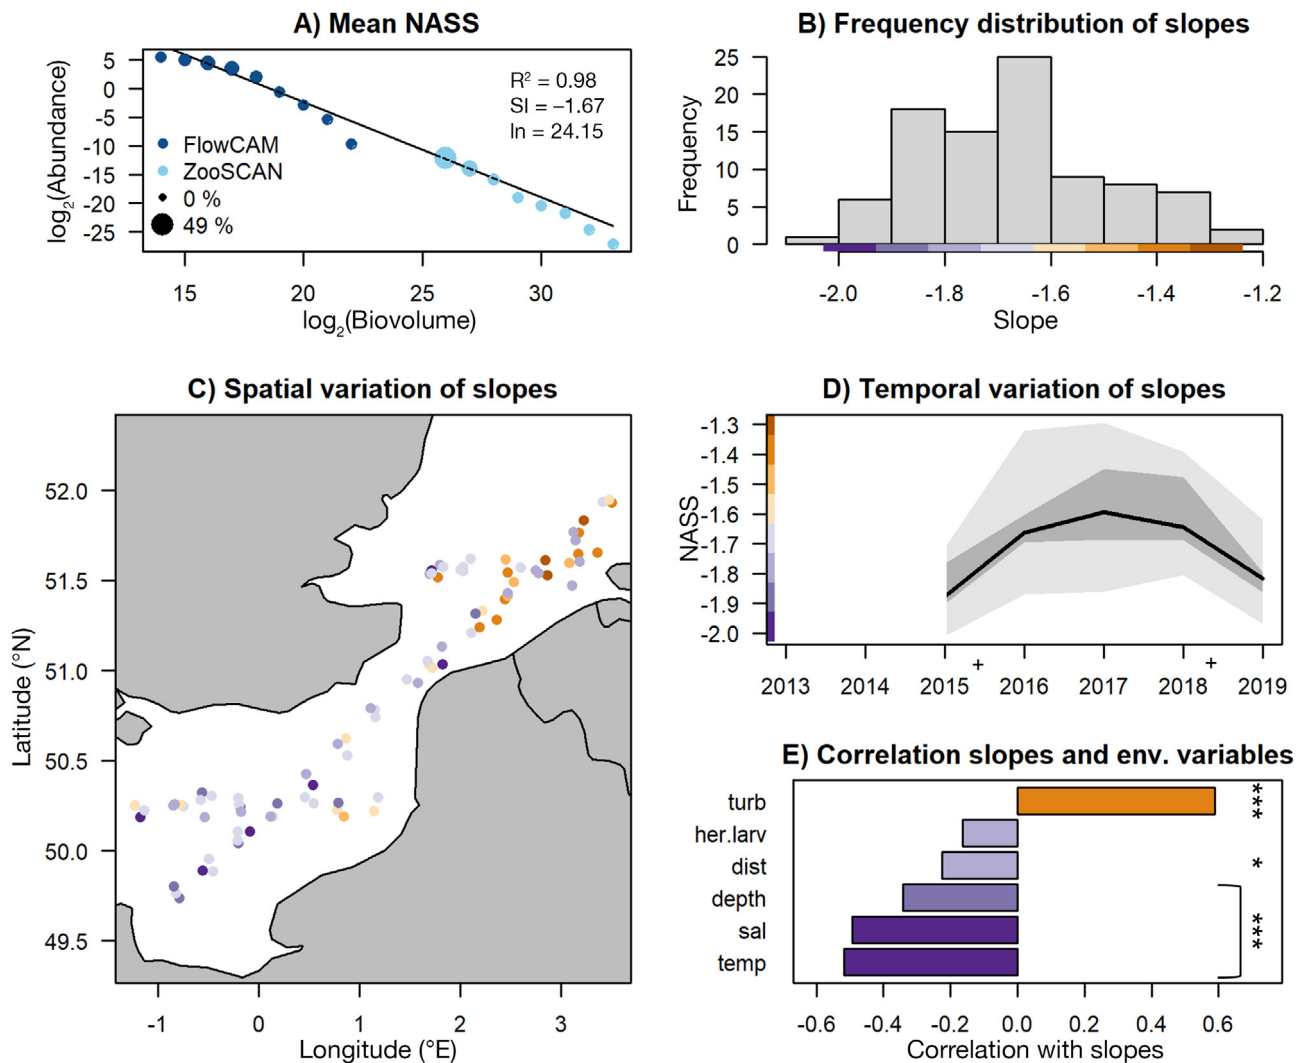 A) Mean NASS
5
0
-5
-10
-15
-20
-25
log2(Abundance)
R² = 0.98
SI = –1.67
In = 24.15
FlowCAM
ZooSCAN
0 %
49 %
15 20 25 30
log2(Biovolume)
B) Frequency distribution of slopes
25
20
15
10
5
0
Frequency
-2.0 -1.8 -1.6 -1.4 -1.2
Slope
C) Spatial variation of slopes
52.0
51.5
51.0
50.5
50.0
49.5
Latitude (°N)
-1 0 1 2 3
Longitude (°E)
D) Temporal variation of slopes
-1.3
-1.4
-1.5
-1.6
-1.7
-1.8
-1.9
-2.0
NASS
+ +
2013 2014 2015 2016 2017 2018 2019
E) Correlation slopes and env. variables
turb ***
her.larv
dist *
depth
sal ***
temp
-0.6 -0.4 -0.2 0.0 0.2 0.4 0.6
Correlation with slopes